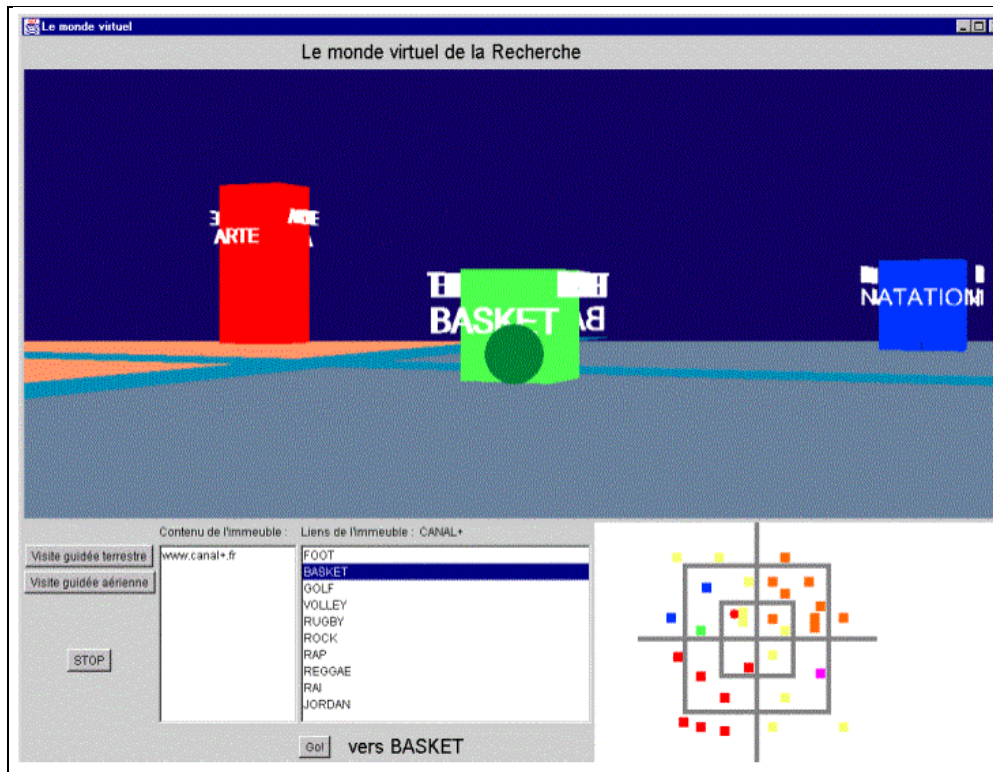 Le monde virtuel
Le monde virtuel de la Recherche
ARTE
BASKET
NATATION
Contenu de l'immeuble :
Liens de l'immeuble : CANAL+
Visite guidée terrestre
Visite guidée aérienne
STOP
www.canal+.fr
FOOT
BASKET
GOLF
VOLLEY
RUGBY
ROCK
RAP
REGGAE
RAI
JORDAN
Go!
vers BASKET